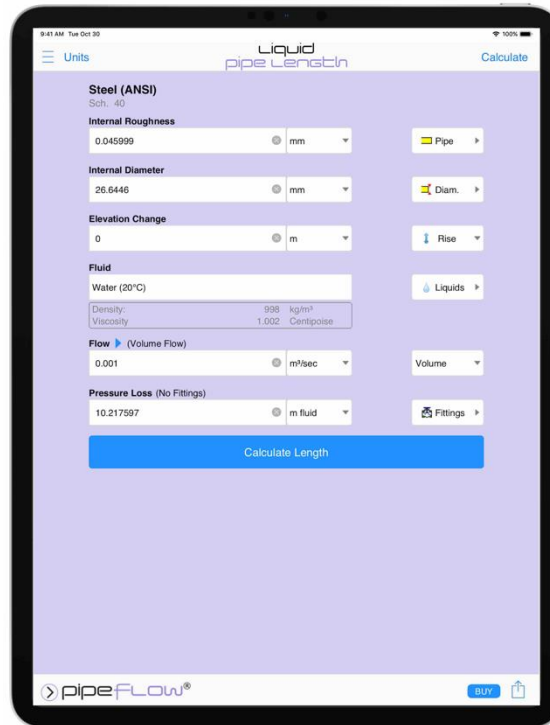 9:41 AM Tue Oct 30
100%
Units
Liquid
Pipe Length
Calculate
Steel (ANSI)
Sch. 40
Internal Roughness
0.045999 mm Pipe
Internal Diameter
26.6446 mm Diam.
Elevation Change
0 m Rise
Fluid
Water (20°C) Liquids
Density: 998 kg/m³
Viscosity 1.002 Centipoise
Flow (Volume Flow)
0.001 m³/sec Volume
Pressure Loss (No Fittings)
10.217597 m fluid Fittings
Calculate Length
pipeFLOW®
BUY